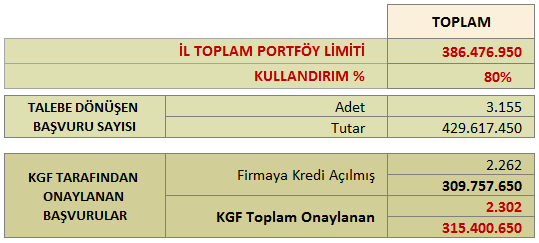 TOPLAM
İL TOPLAM PORTFÖY LİMİTİ 386.476.950
KULLANDIRIM % 80%
TALEBE DÖNÜŞEN BAŞVURU SAYISI
Adet 3.155
Tutar 429.617.450
KGF TARAFINDAN ONAYLANAN BAŞVURULAR
Firmaya Kredi Açılmış
2.262
309.757.650
KGF Toplam Onaylanan
2.302
315.400.650